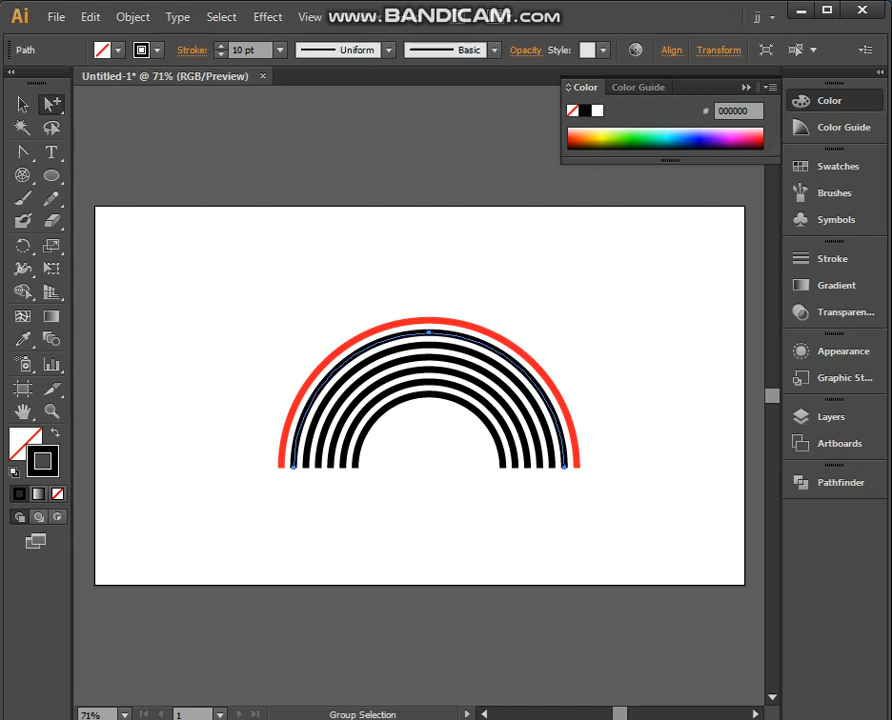 Ai File Edit Object Type Select Effect View WWW.BANDICAM.COM jj
Path Stroke: 10 pt Uniform Basic Opacity Style: Align Transform
Untitled-1* @ 71% (RGB/Preview) ×
Color Color Guide
# 000000
Color
Color Guide
Swatches
Brushes
Symbols
Stroke
Gradient
Transparen...
Appearance
Graphic St...
Layers
Artboards
Pathfinder
71% 1 Group Selection